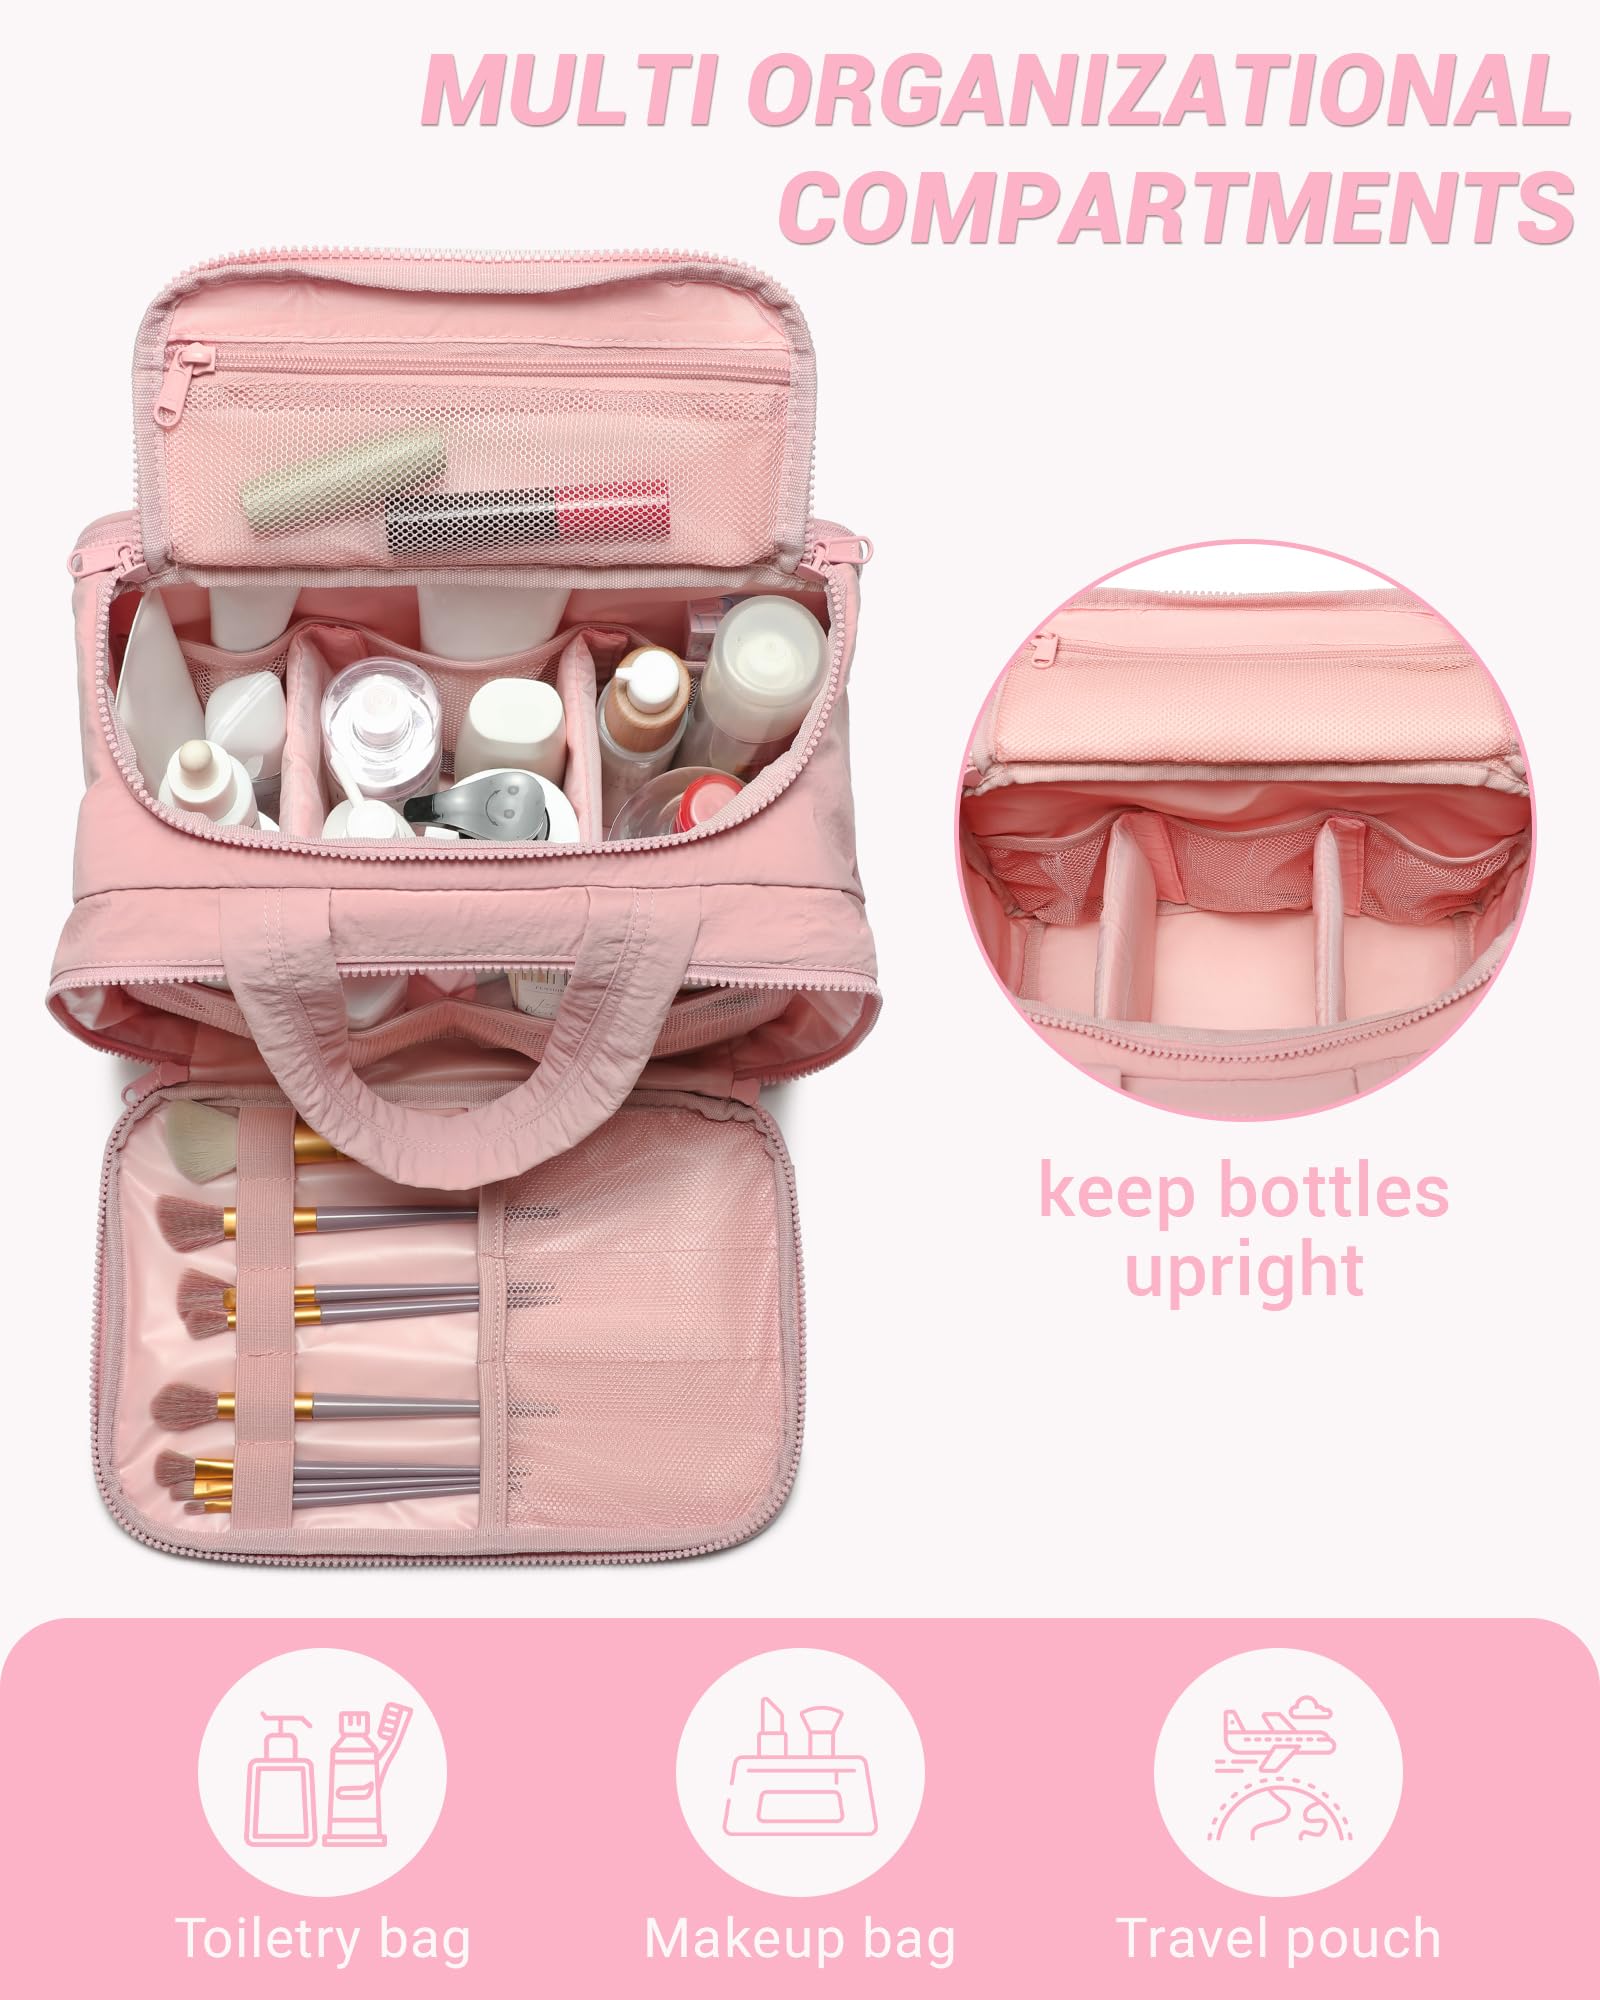 MULTI ORGANIZATIONAL
COMPARTMENTS
keep bottles
upright
Toiletry bag
Makeup bag
Travel pouch